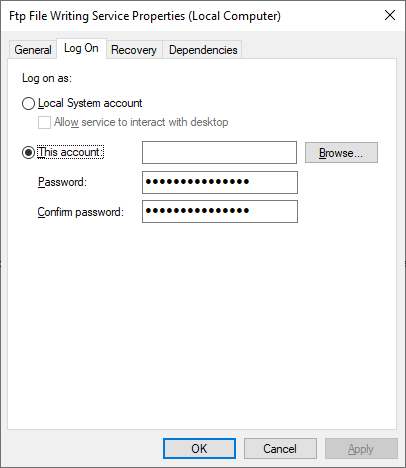 Ftp File Writing Service Properties (Local Computer)
General Log On Recovery Dependencies
Log on as:
Local System account
Allow service to interact with desktop
This account: Browse...
Password: •••••••••••••••
Confirm password: •••••••••••••••
OK Cancel Apply